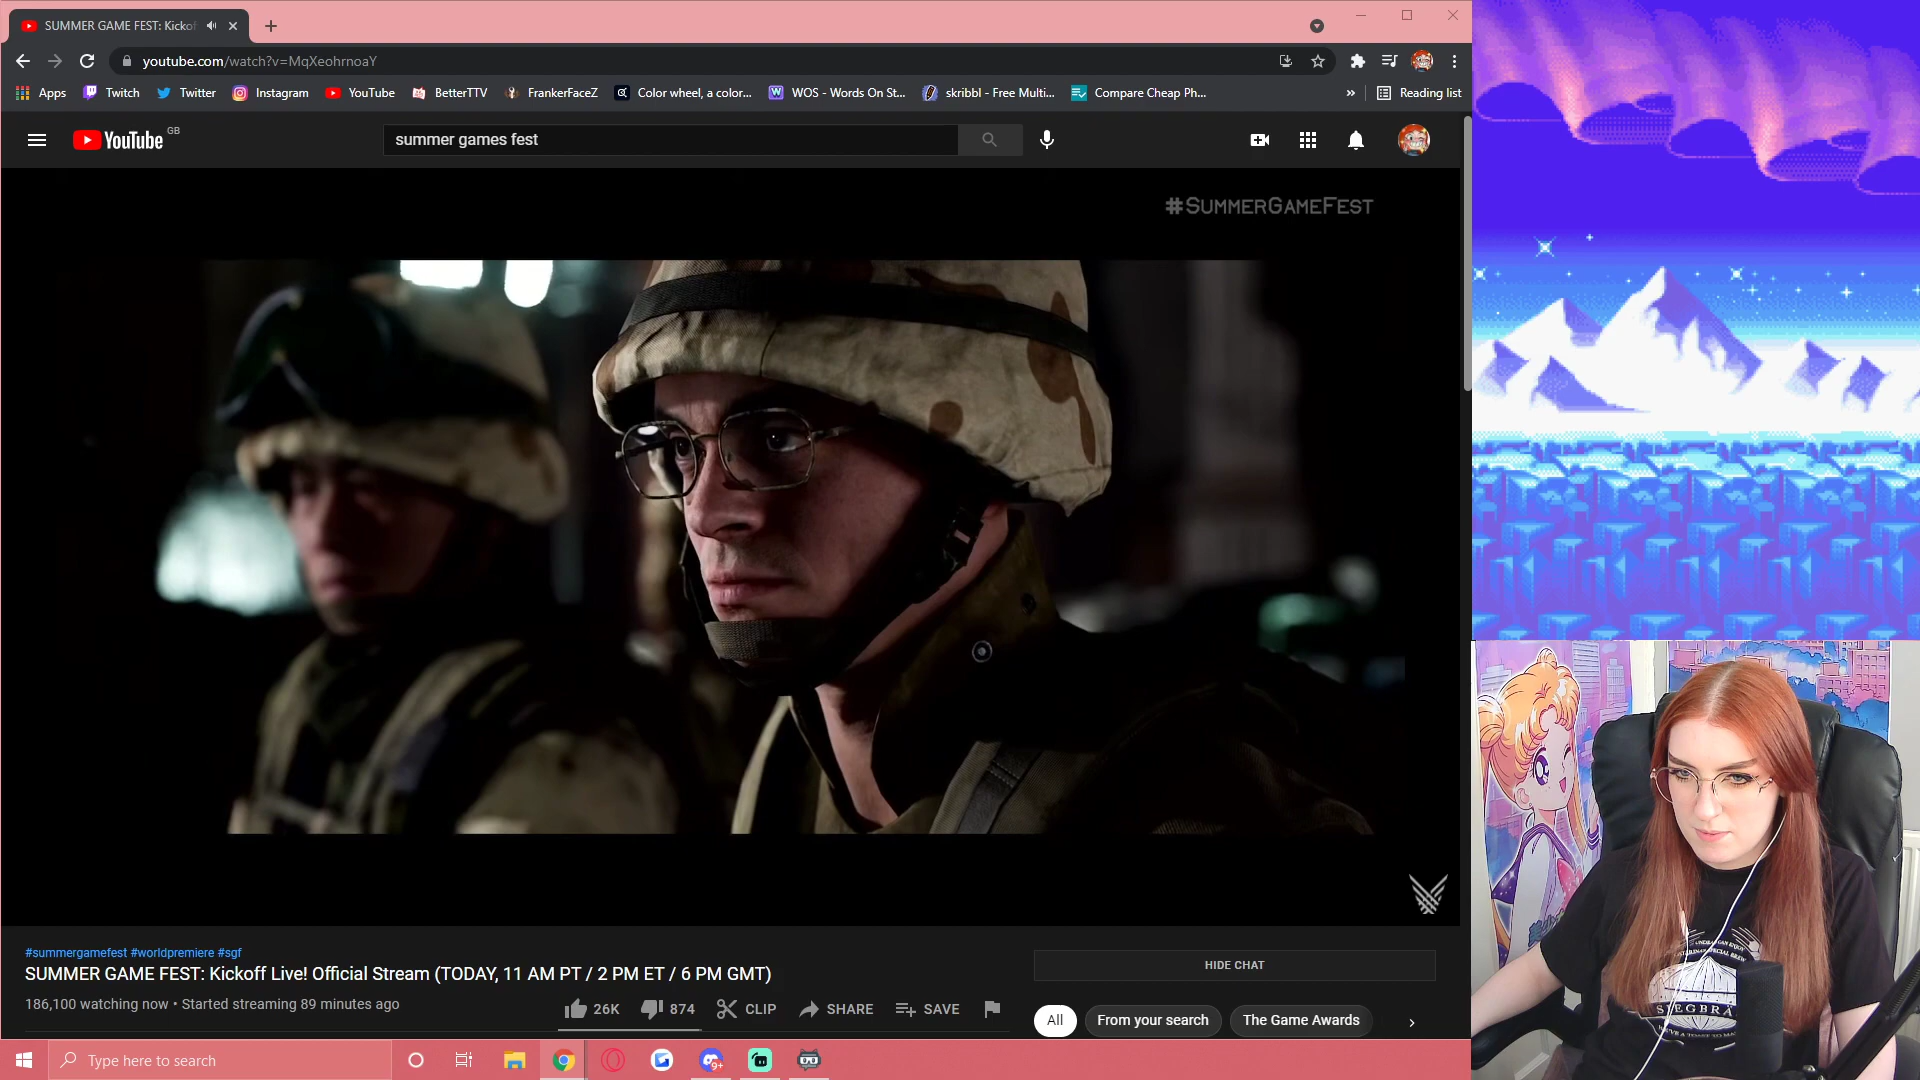 SUMMER GAME FEST: Kickof
youtube.com/watch?v=MqXeohrnoaY
Apps Twitch Twitter Instagram YouTube BetterTTV FrankerFaceZ Color wheel, a color... WOS - Words On St... skribbl - Free Multi... Compare Cheap Ph... » Reading list
YouTube GB
summer games fest
#SUMMERGAMEFEST
#summergamefest #worldpremiere #sgf
SUMMER GAME FEST: Kickoff Live! Official Stream (TODAY, 11 AM PT / 2 PM ET / 6 PM GMT)
186,100 watching now • Started streaming 89 minutes ago
26K 874 CLIP SHARE SAVE
HIDE CHAT
All From your search The Game Awards
Type here to search
9+